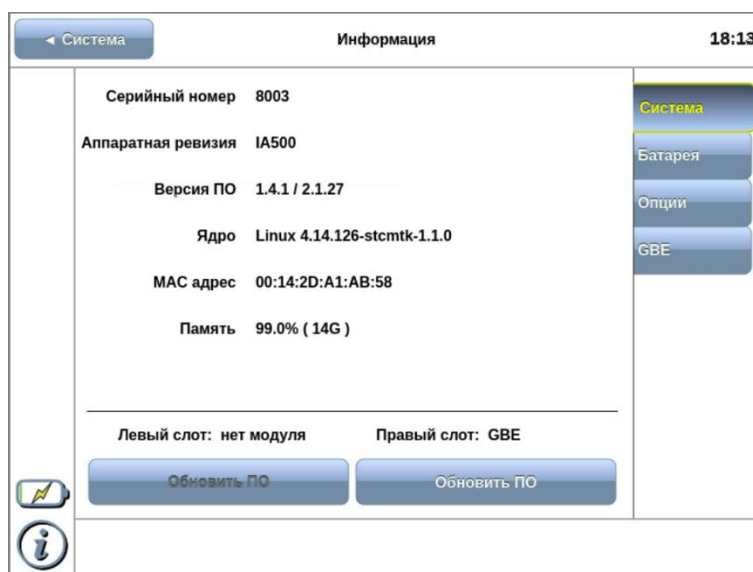 ◄ Система
Информация
18:13
Серийный номер 8003
Аппаратная ревизия IA500
Версия ПО 1.4.1 / 2.1.27
Ядро Linux 4.14.126-stcmtk-1.1.0
MAC адрес 00:14:2D:A1:AB:58
Память 99.0% ( 14G )
Левый слот: нет модуля
Правый слот: GBE
Обновить ПО
Обновить ПО
Система
Батарея
Опции
GBE
i